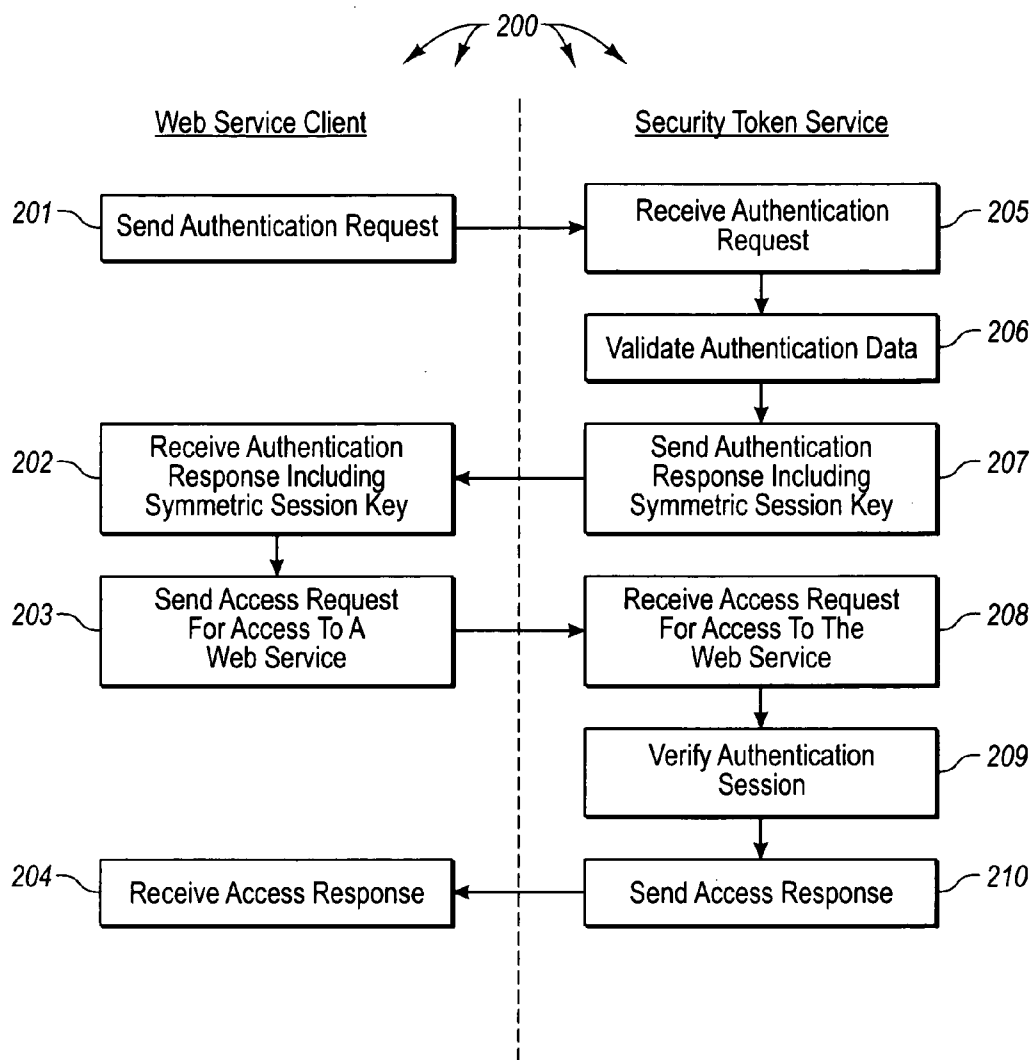 200
Web Service Client
Security Token Service
201
Send Authentication Request
Receive Authentication
Request
205
Validate Authentication Data
206
202
Receive Authentication
Response Including
Symmetric Session Key
Send Authentication
Response Including
Symmetric Session Key
207
203
Send Access Request
For Access To A
Web Service
Receive Access Request
For Access To The
Web Service
208
Verify Authentication
Session
209
204
Receive Access Response
Send Access Response
210